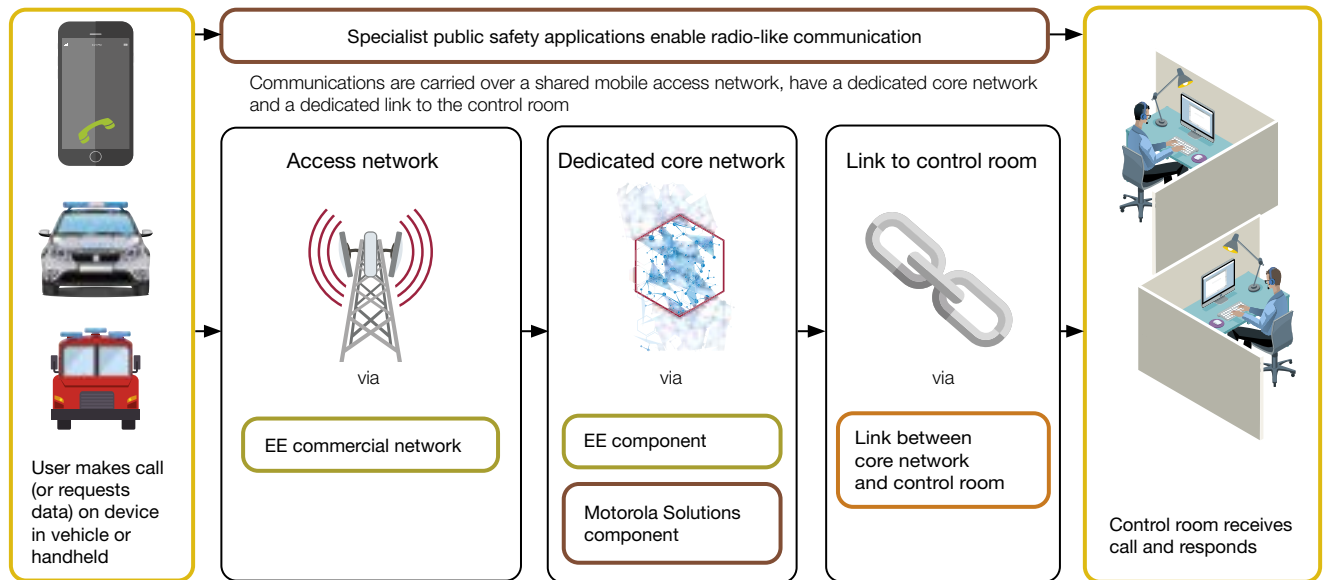 Specialist public safety applications enable radio-like communication
Communications are carried over a shared mobile access network, have a dedicated core network
and a dedicated link to the control room
Access network
via
EE commercial network
Dedicated core network
via
EE component
Motorola Solutions
component
Link to control room
via
Link between
core network
and control room
User makes call
(or requests
data) on device
in vehicle or
handheld
Control room receives
call and responds